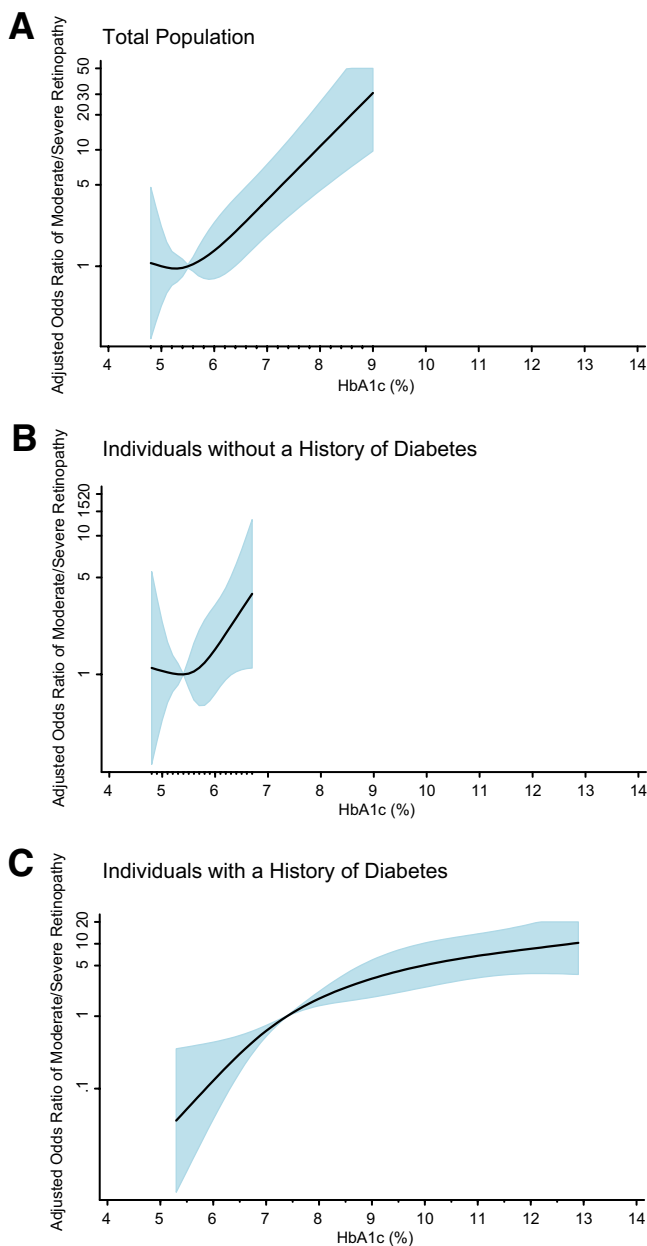 A
Total Population
Adjusted Odds Ratio of Moderate/Severe Retinopathy
50
30
20
10
5
1
4 5 6 7 8 9 10 11 12 13 14
HbA1c (%)
B
Individuals without a History of Diabetes
Adjusted Odds Ratio of Moderate/Severe Retinopathy
20
15
10
5
1
4 5 6 7 8 9 10 11 12 13 14
HbA1c (%)
C
Individuals with a History of Diabetes
Adjusted Odds Ratio of Moderate/Severe Retinopathy
20
10
5
1
.1
4 5 6 7 8 9 10 11 12 13 14
HbA1c (%)